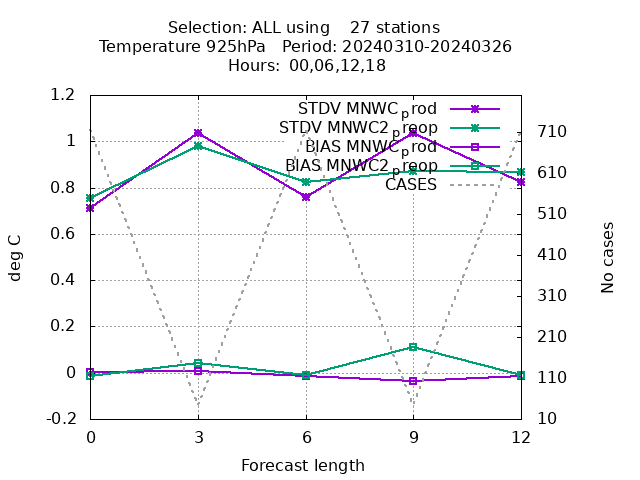 Selection: ALL using 27 stations
Temperature 925hPa Period: 20240310-20240326
Hours: 00,06,12,18
STDV MNWC_prod
STDV MNWC2_preop
BIAS MNWC_prod
BIAS MNWC2_preop
CASES
1.2
1
0.8
0.6
0.4
0.2
0
-0.2
deg C
710
610
510
410
310
210
110
10
No cases
0 3 6 9 12
Forecast length